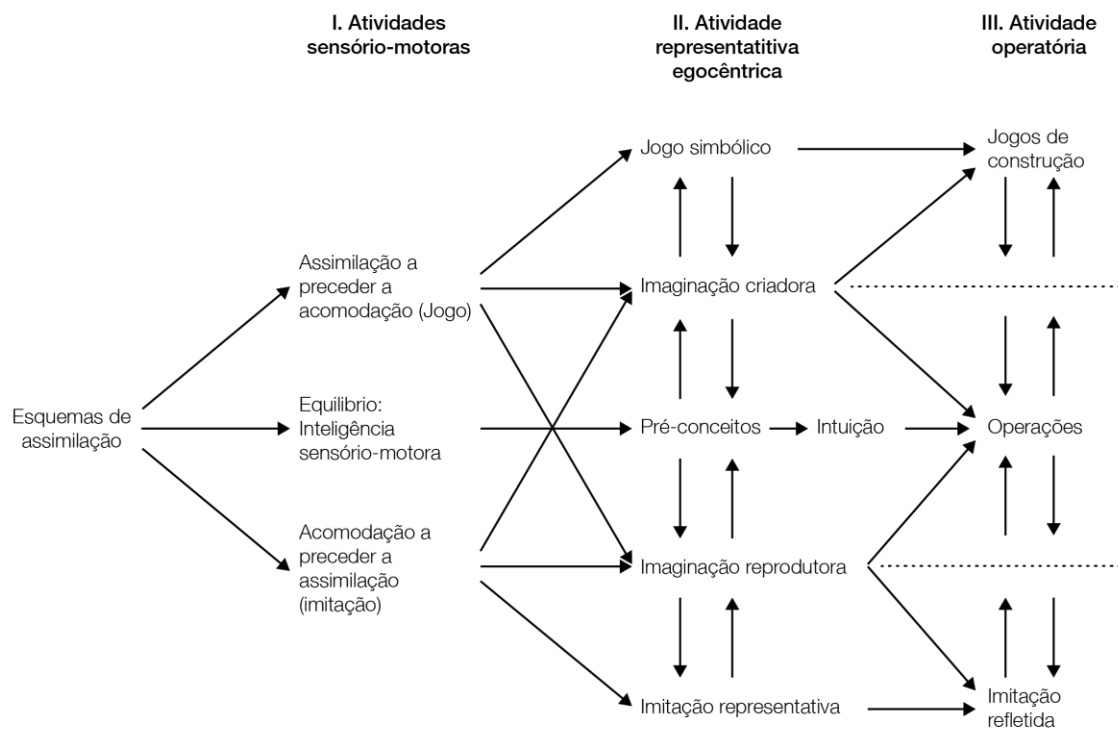 I. Atividades
sensório-motoras
II. Atividade
representatitiva
egocêntrica
III. Atividade
operatória
Jogo simbólico
Jogos de
construção
Assimilação a
preceder a
acomodação (Jogo)
Imaginação criadora
Esquemas de
assimilação
Equilibrio:
Inteligência
sensório-motora
Pré-conceitos
Intuição
Operações
Acomodação a
preceder a
assimilação
(imitação)
Imaginação reprodutora
Imitação representativa
Imitação
refletida